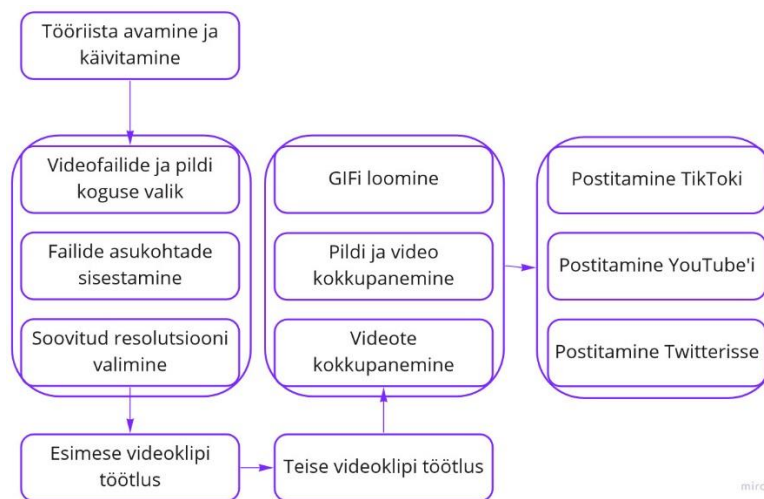 Tööriista avamine ja
käivitamine
Videofailide ja pildi
koguse valik
Failide asukohtade
sisestamine
Soovitud resolutsiooni
valimine
Esimese videoklipi
töötlus
Teise videoklipi töötlus
GIFi loomine
Pildi ja video
kokkupanemine
Videote
kokkupanemine
Postitamine TikToki
Postitamine YouTube'i
Postitamine Twitterisse